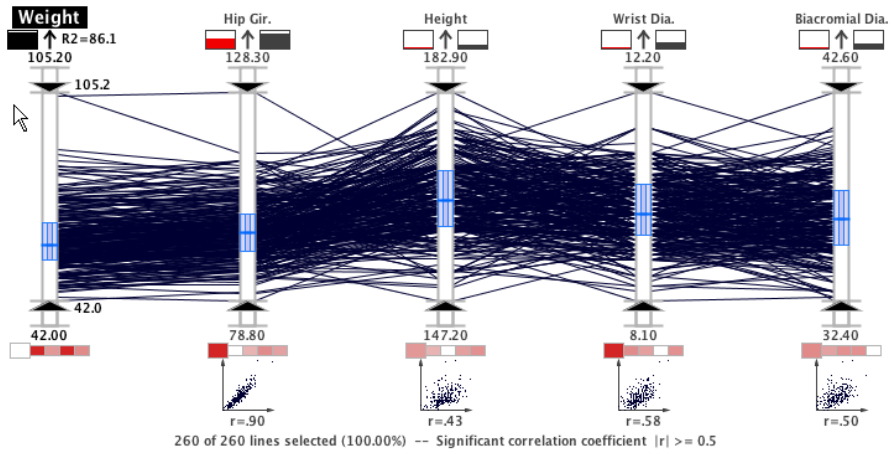 Weight Hip Gir. Height Wrist Dia. Biacromial Dia.
R2=86.1
105.20 128.30 182.90 12.20 42.60
105.2
42.0
42.00 78.80 147.20 8.10 32.40
r=.90 r=.43 r=.58 r=.50
260 of 260 lines selected (100.00%) -- Significant correlation coefficient |r| >= 0.5